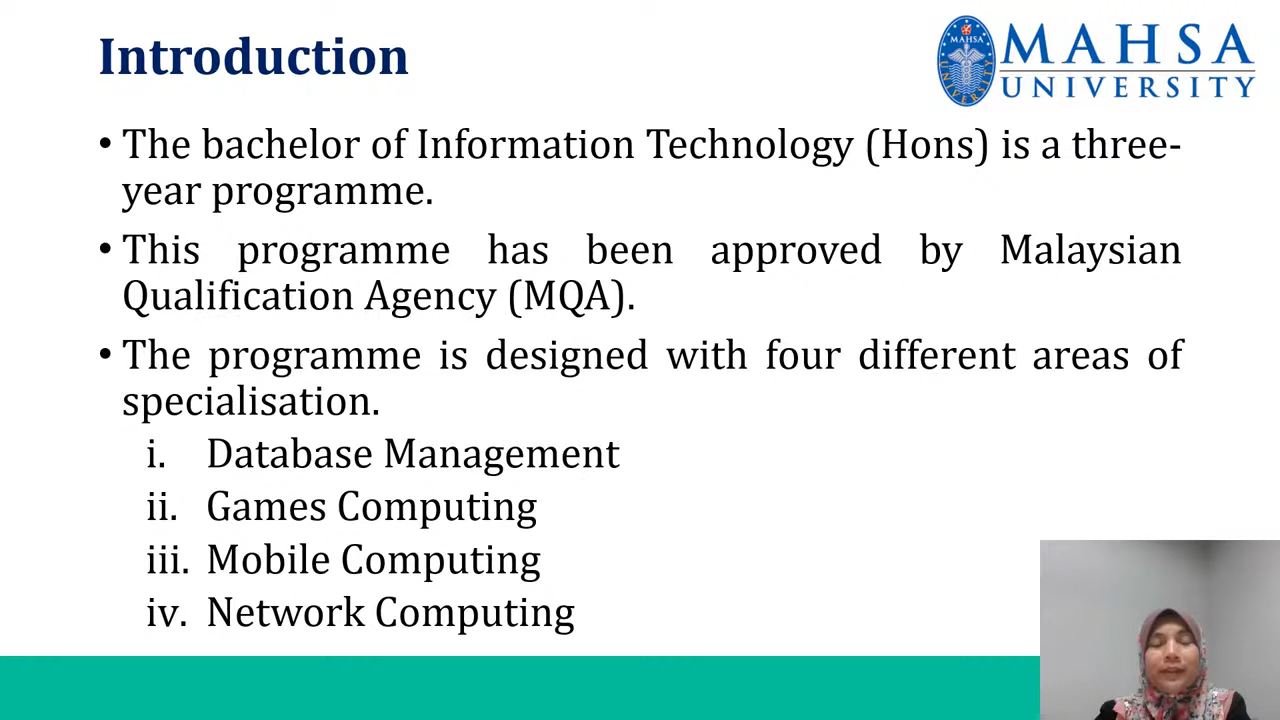 Introduction
MAHSA
UNIVERSITY
MAHSA
UNIVERSITY
• The bachelor of Information Technology (Hons) is a three-
year programme.
• This programme has been approved by Malaysian
Qualification Agency (MQA).
• The programme is designed with four different areas of
specialisation.
i. Database Management
ii. Games Computing
iii. Mobile Computing
iv. Network Computing